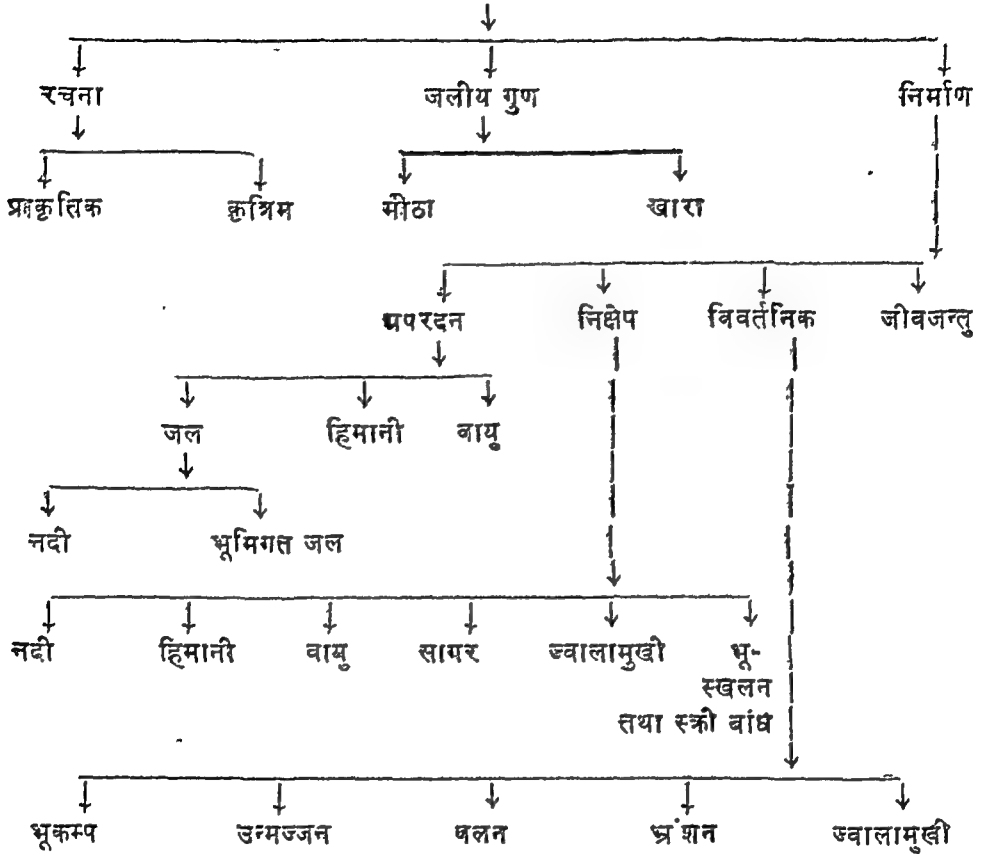 रचना जलीय गुण निर्माण
प्राकृतिक कृत्रिम मीठा खारा
अपरदन निक्षेप विवर्तनिक जीवजन्तु
जल हिमानी वायु
नदी भूमिगत जल
नदी हिमानी वायु सागर ज्वालामुखी भू-
स्खलन
तथा स्क्री बांध
भूकम्प उन्मज्जन वलन भ्रंशन ज्वालामुखी